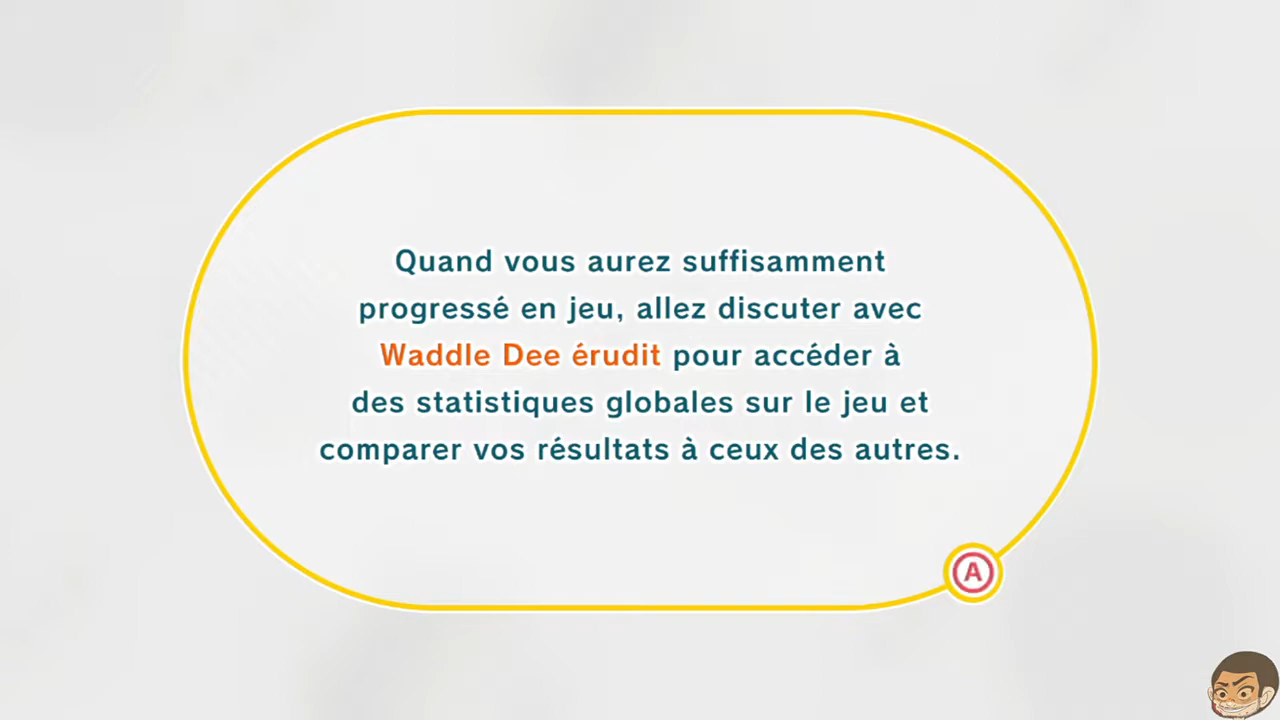 Quand vous aurez suffisamment
progressé en jeu, allez discuter avec
Waddle Dee érudit pour accéder à
des statistiques globales sur le jeu et
comparer vos résultats à ceux des autres.
A